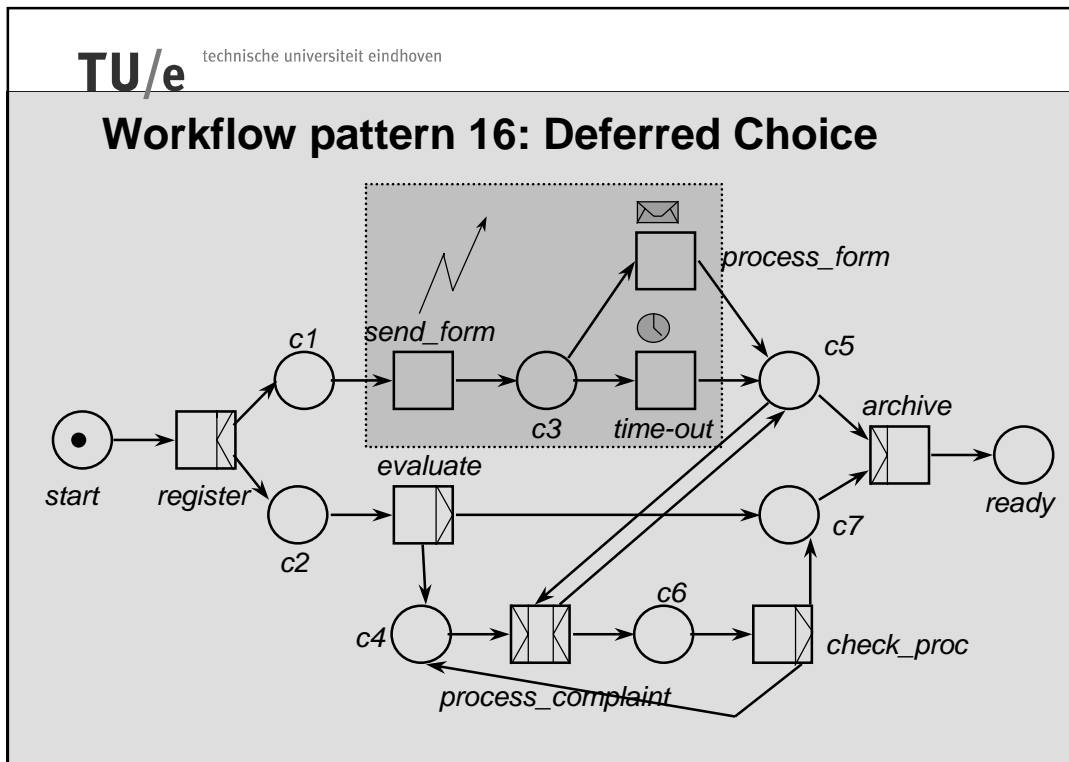 TU/e technische universiteit eindhoven
Workflow pattern 16: Deferred Choice
process_form
send_form
c1
c5
c3
time-out
archive
evaluate
start
register
ready
c2
c7
c6
c4
check_proc
process_complaint